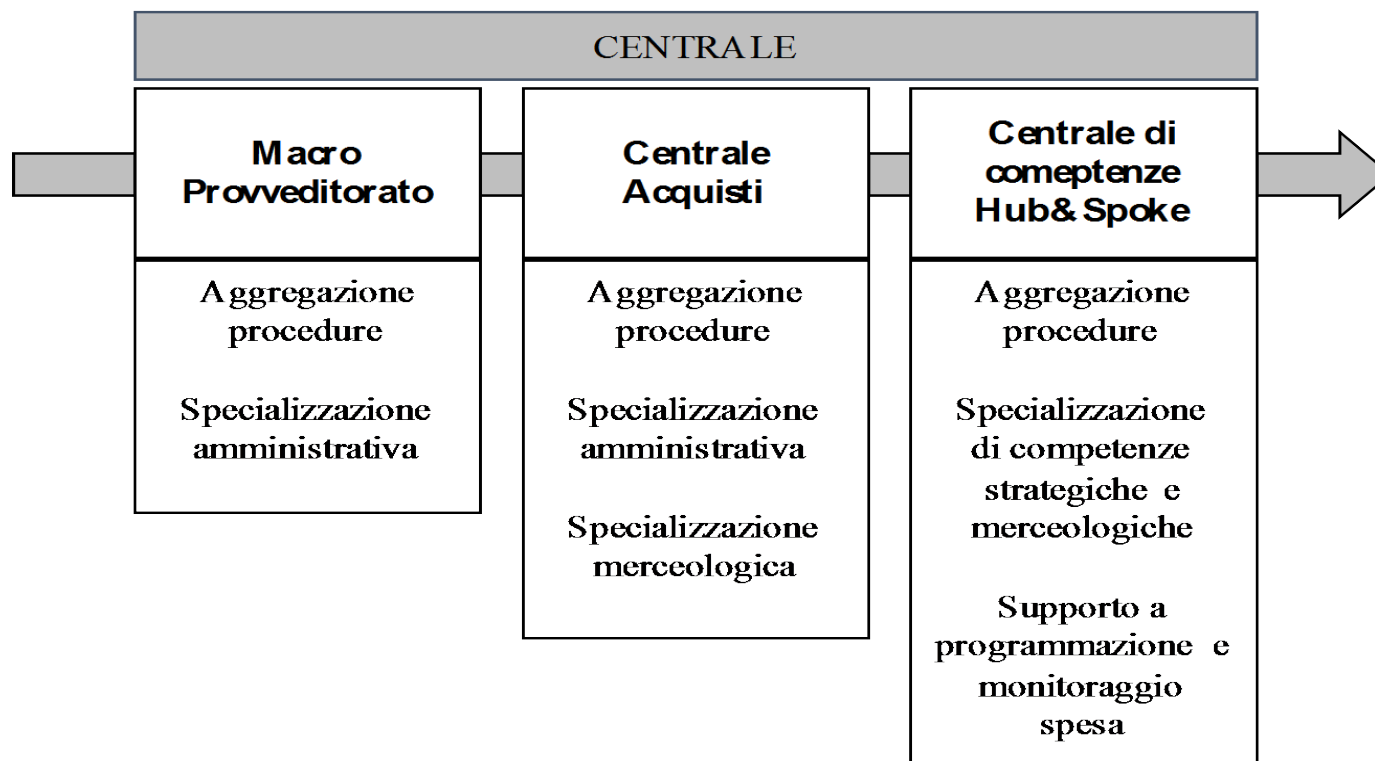 CENTRALE
Macro
Provveditorato
Centrale
Acquisti
Centrale di
comeptenze
Hub& Spoke
Aggregazione
procedure
Specializzazione
amministrativa
Aggregazione
procedure
Specializzazione
amministrativa
Specializzazione
merceologica
Aggregazione
procedure
Specializzazione
di competenze
strategiche e
merceologiche
Supporto a
programmazione e
monitoraggio
spesa